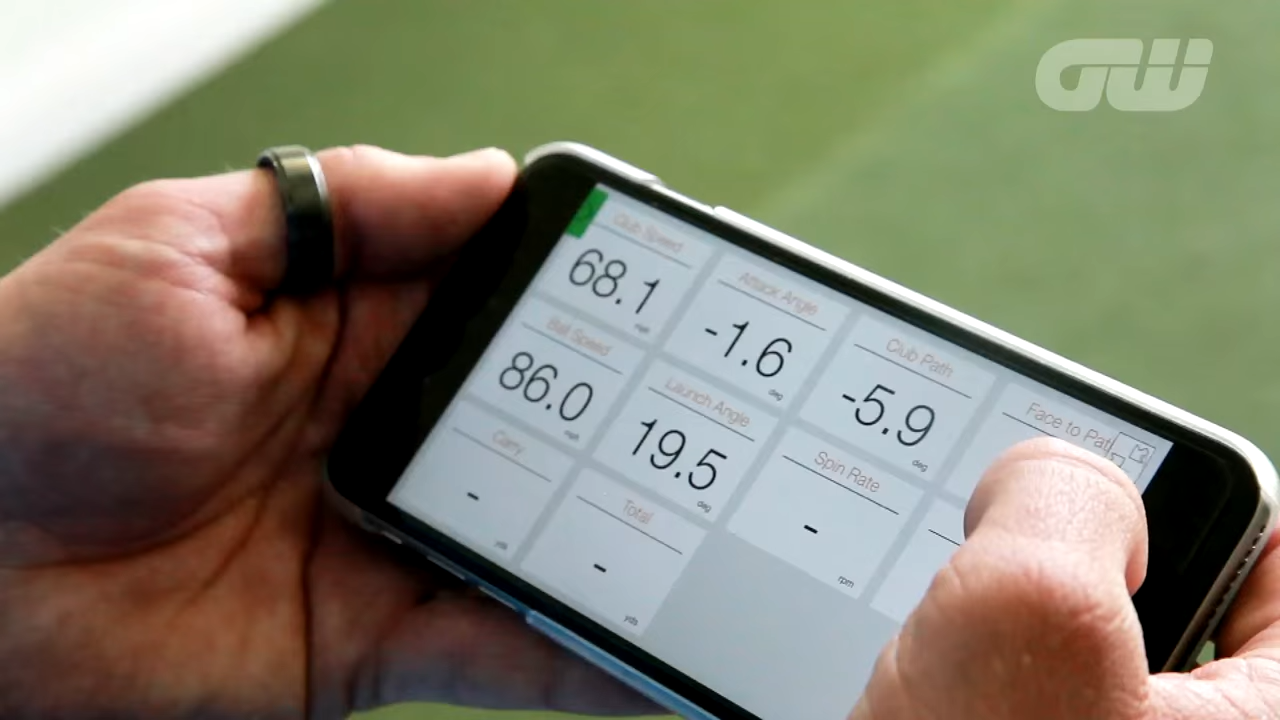 GW
Club Speed
68.1
mph
Attack Angle
-1.6
deg
Club Path
-5.9
deg
Face to Pat
Ball Speed
86.0
mph
Launch Angle
19.5
deg
Spin Rate
-
rpm
Carry
-
yds
Total
-
yds